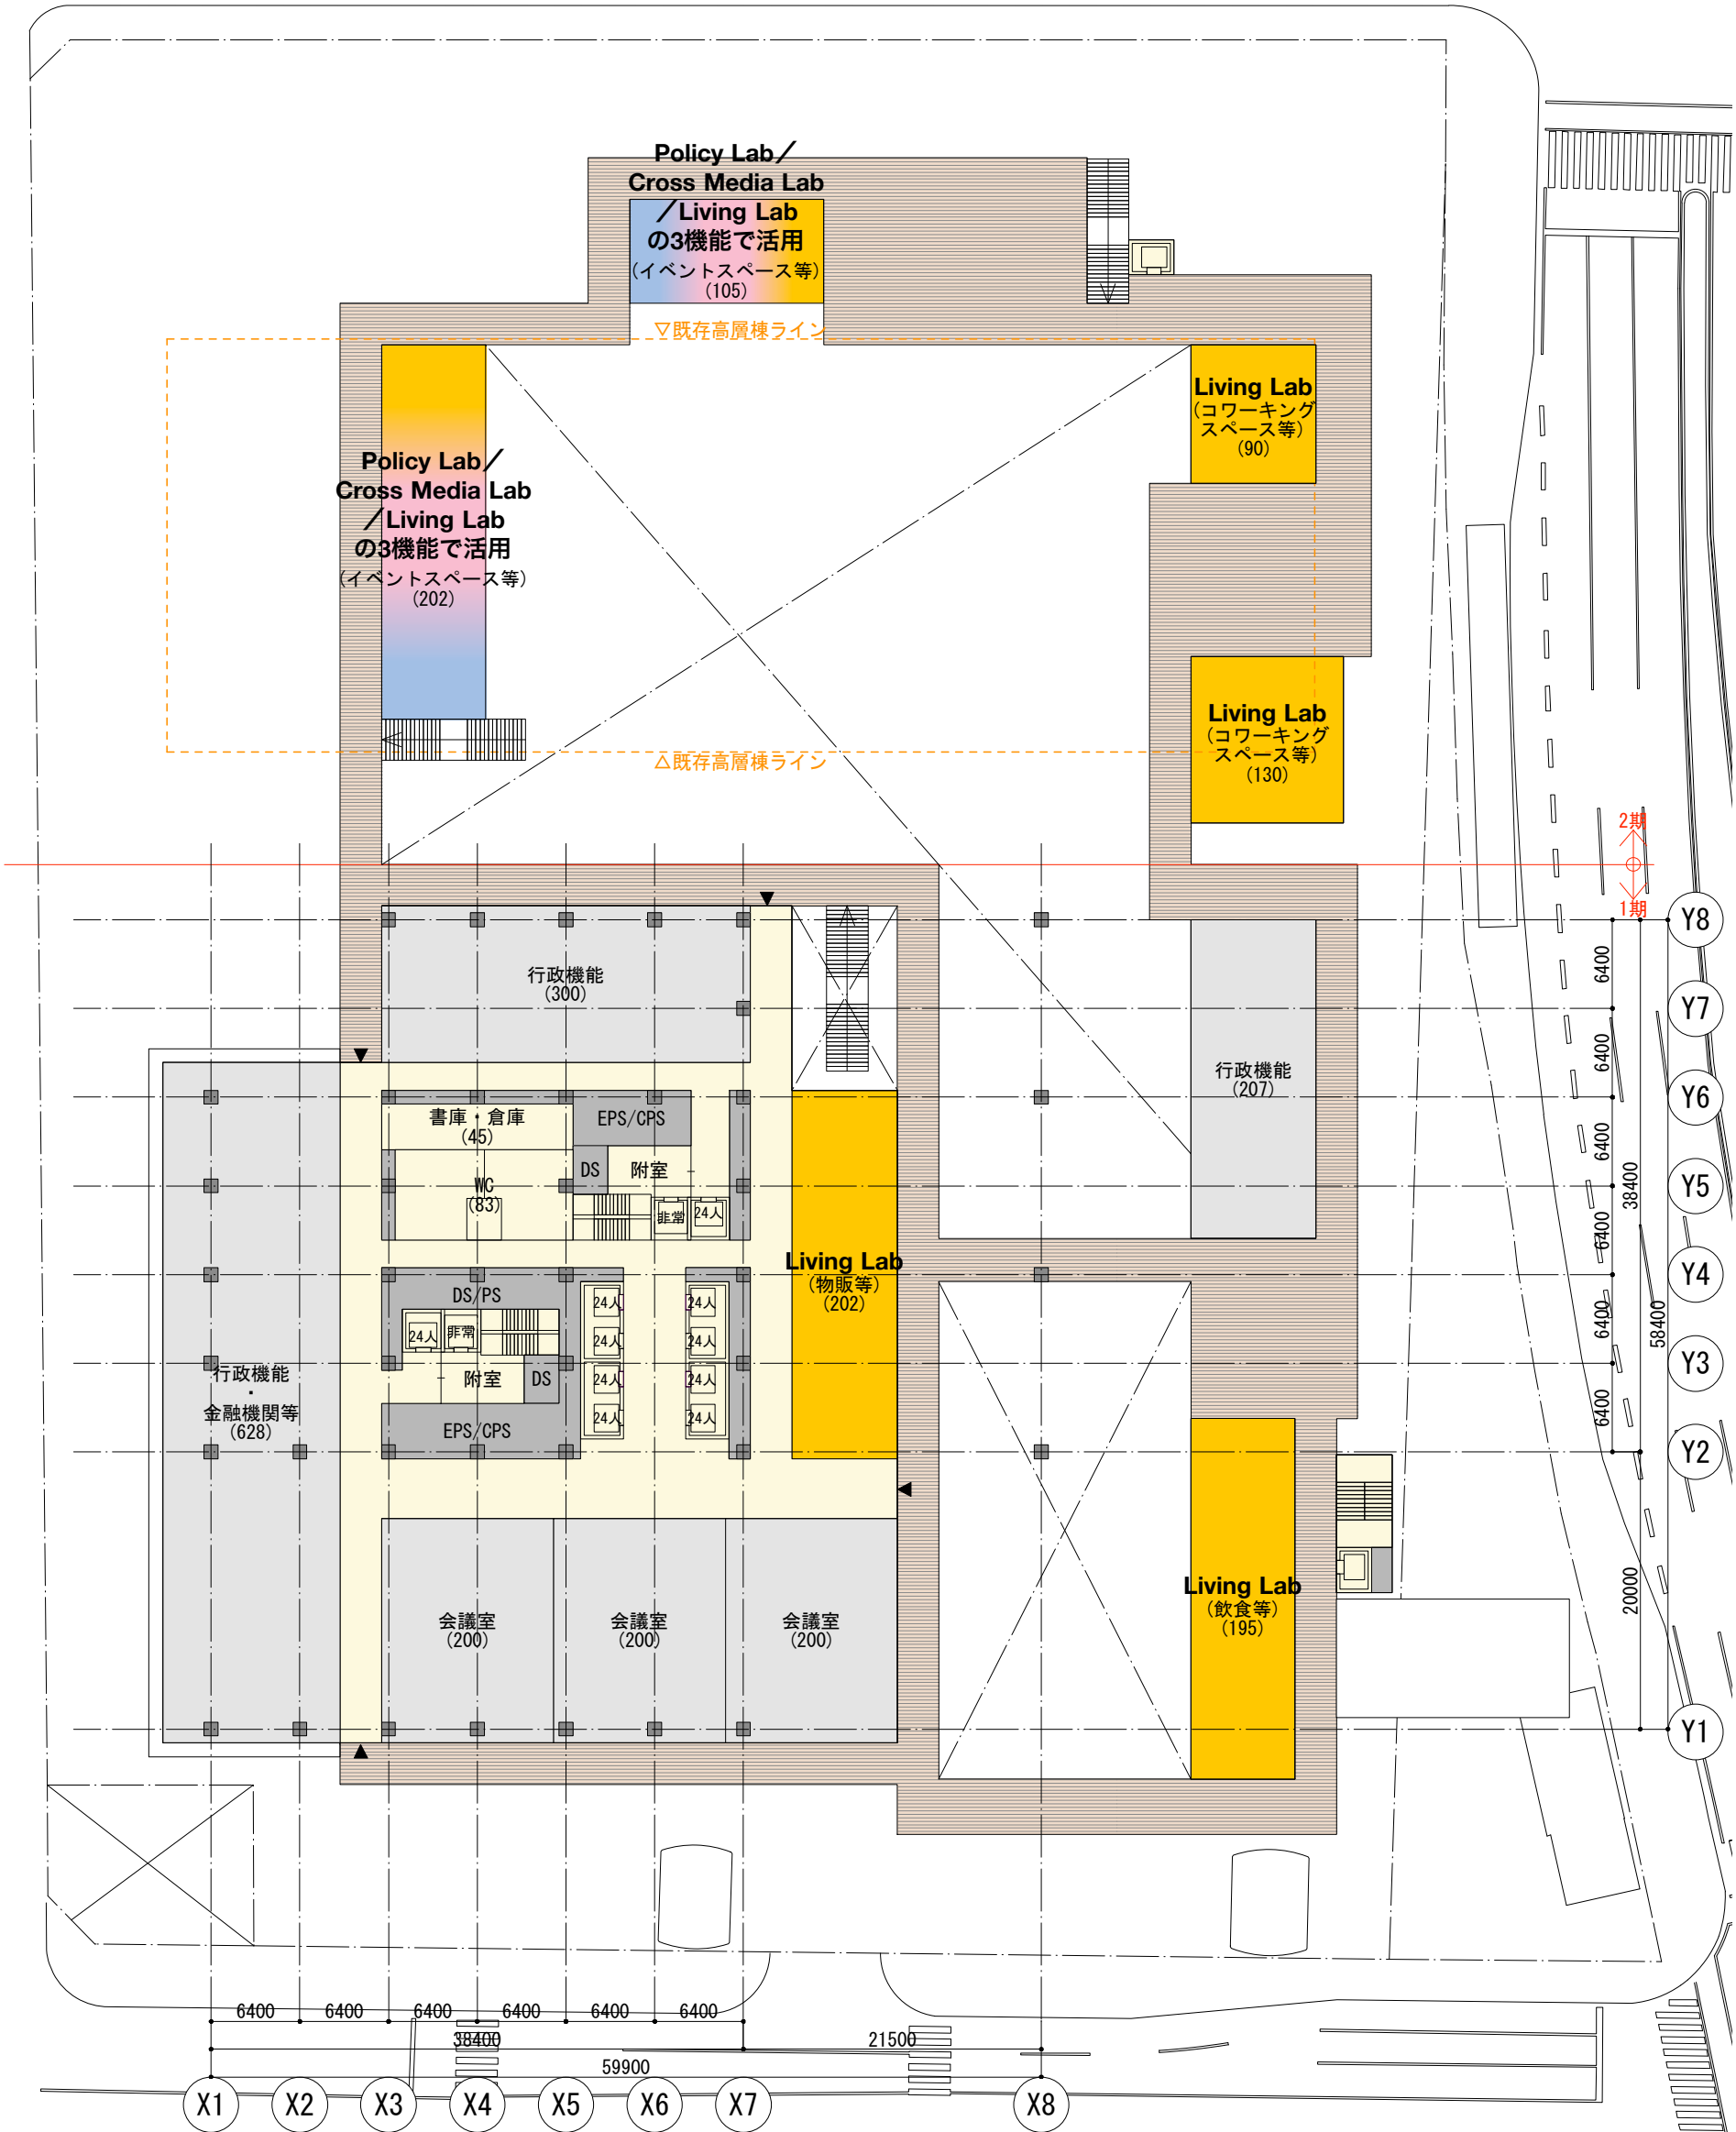 Policy Lab／
Cross Media Lab
／Living Lab
の3機能で活用
(イベントスペース等)
(105)
▽既存高層棟ライン
Living Lab
(コワーキング
スペース等)
(90)
Policy Lab／
Cross Media Lab
／Living Lab
の3機能で活用
(イベントスペース等)
(202)
Living Lab
(コワーキング
スペース等)
(130)
△既存高層棟ライン
2期
1期
行政機能
(300)
行政機能
(207)
書庫・倉庫
(45)
EPS/CPS
DS
附室
WC
(83)
非常
24人
Living Lab
(物販等)
(202)
DS/PS
24人
24人
24人
非常
24人
24人
24人
24人
24人
24人
附室
DS
EPS/CPS
行政機能
・
金融機関等
(628)
会議室
(200)
会議室
(200)
会議室
(200)
Living Lab
(飲食等)
(195)
Y8
6400
Y7
6400
Y6
6400
Y5
38400
6400
Y4
6400
58400
Y3
6400
Y2
20000
Y1
6400
6400
6400
6400
6400
6400
38400
21500
59900
X1
X2
X3
X4
X5
X6
X7
X8